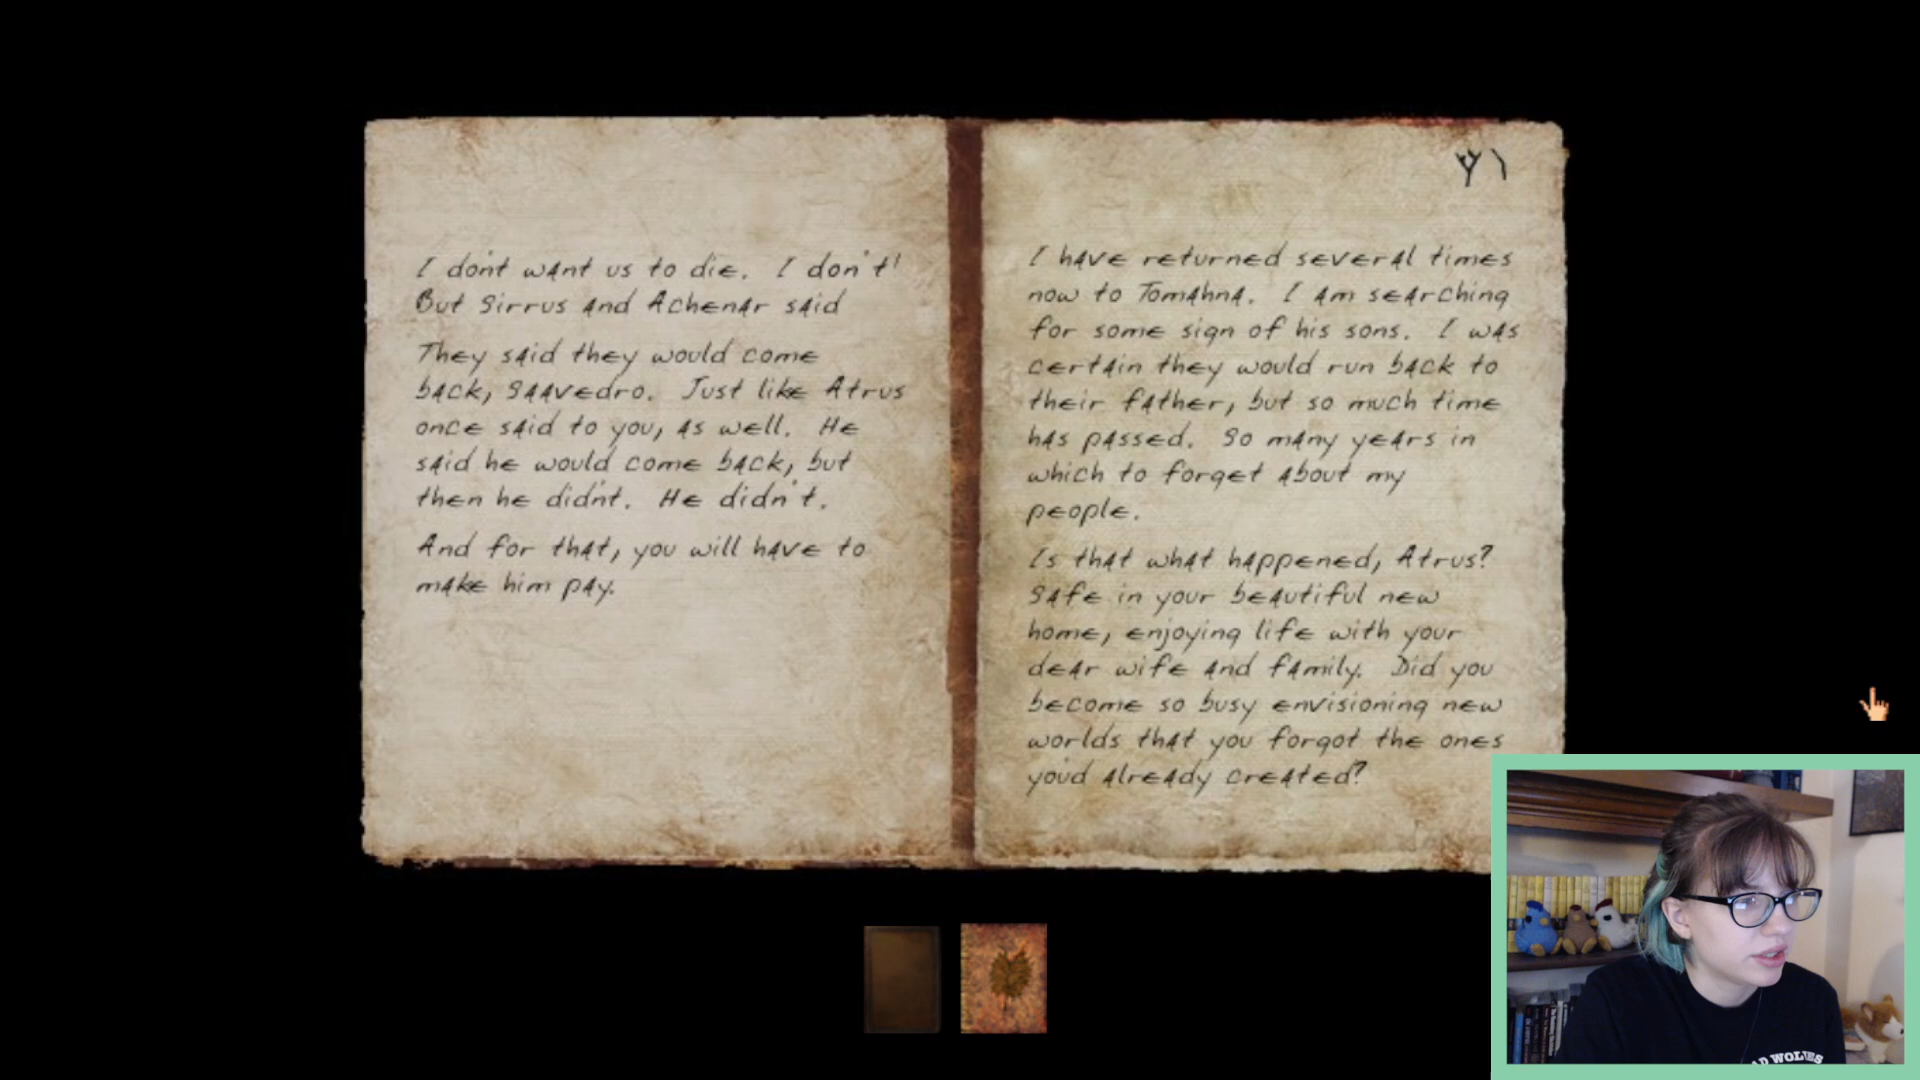 I don't want us to die. I don't!
But Sirrus and Achenar said
They said they would come
back, Saavedro. Just like Atrus
once said to you, as well. He
said he would come back, but
then he didn't. He didn't.
And for that, you will have to
make him pay.
I have returned several times
now to Tomahna. I am searching
for some sign of his sons. I was
certain they would run back to
their father, but so much time
has passed. So many years in
which to forget about my
people.
Is that what happened, Atrus?
Safe in your beautiful new
home, enjoying life with your
dear wife and family. Did you
become so busy envisioning new
worlds that you forgot the ones
you'd already created?
WOLVES